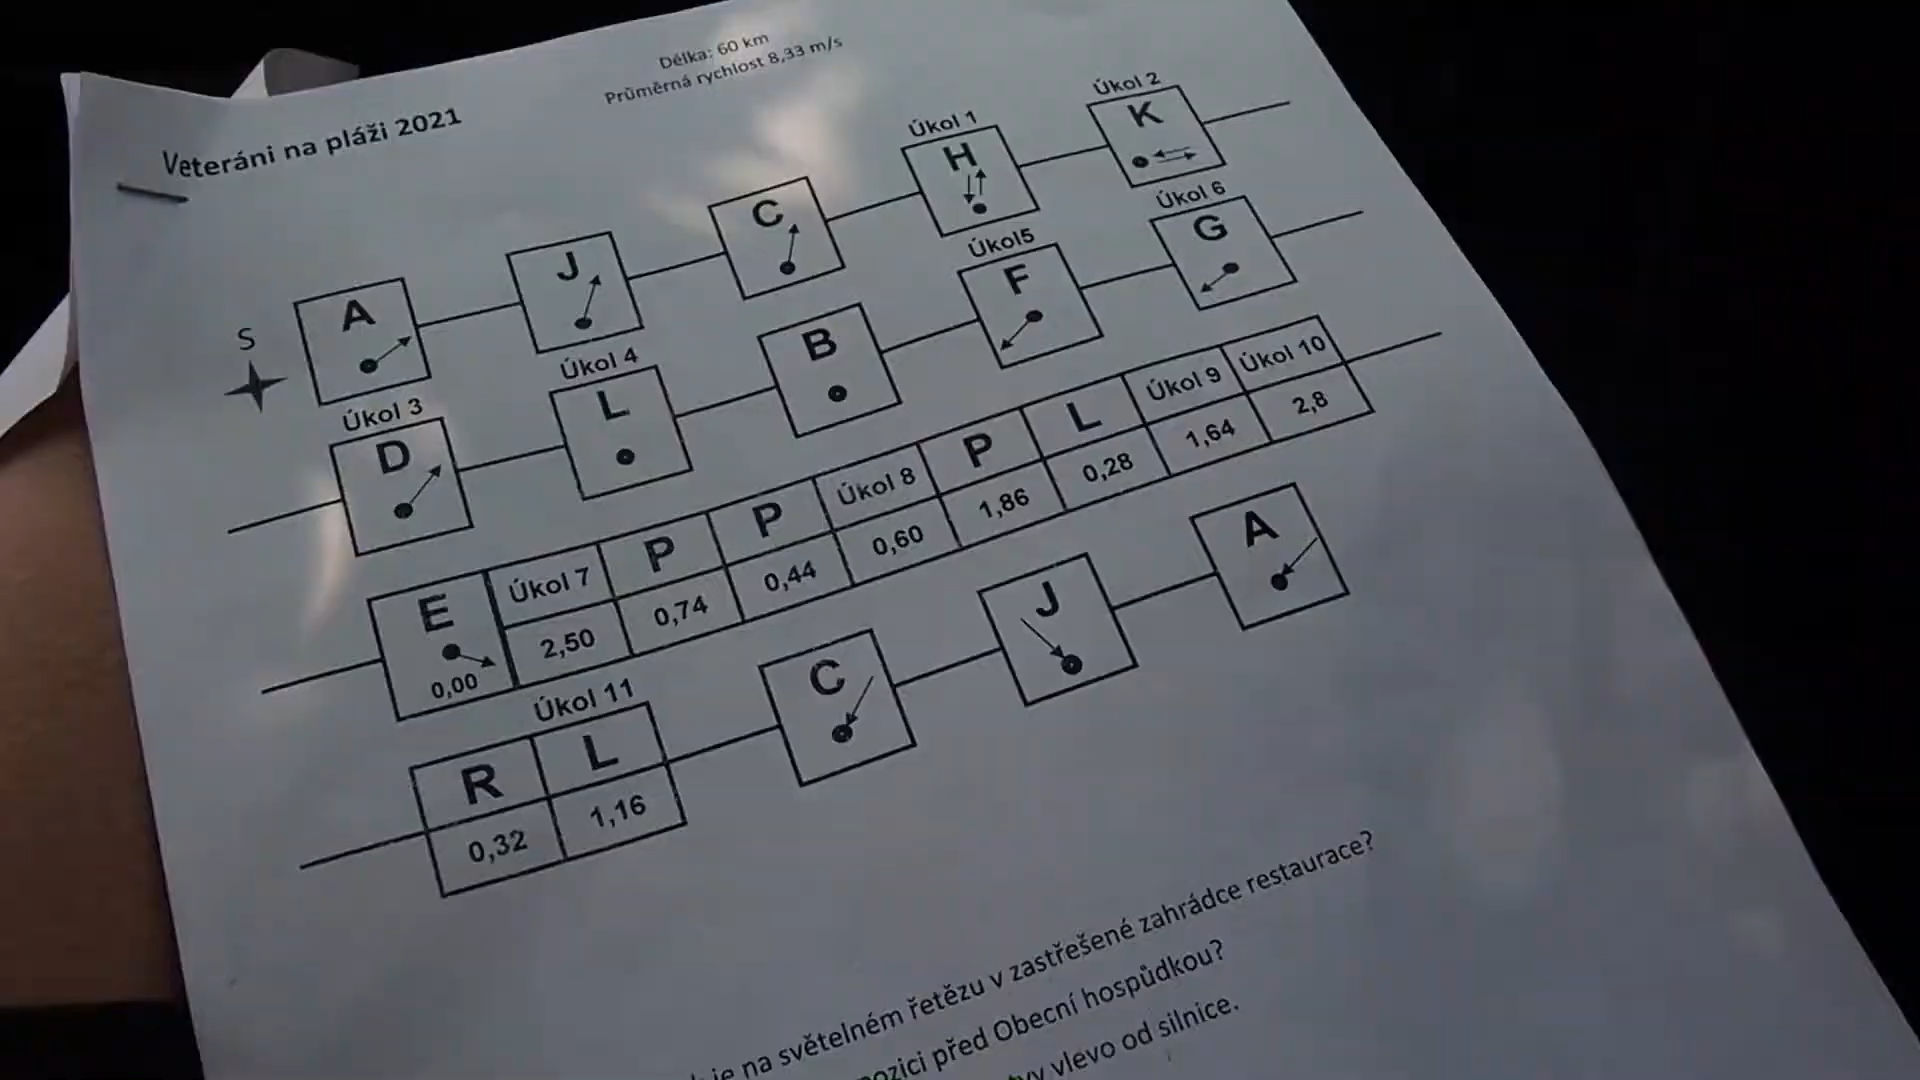 Délka: 60 km
Průměrná rychlost 8,33 m/s
Veteráni na pláži 2021
Úkol 1 Úkol 2
A J C H K
S
Úkol 3 Úkol 4 Úkol5 Úkol 6
D L B F G
E Úkol 7 P P Úkol 8 P L Úkol 9 Úkol 10
0,00 2,50 0,74 0,44 0,60 1,86 0,28 1,64 2,8
Úkol 11
R L C J A
0,32 1,16
je na světelném řetězu v zastřešené zahrádce restaurace?
před Obecní hospůdkou?
vlevo od silnice.